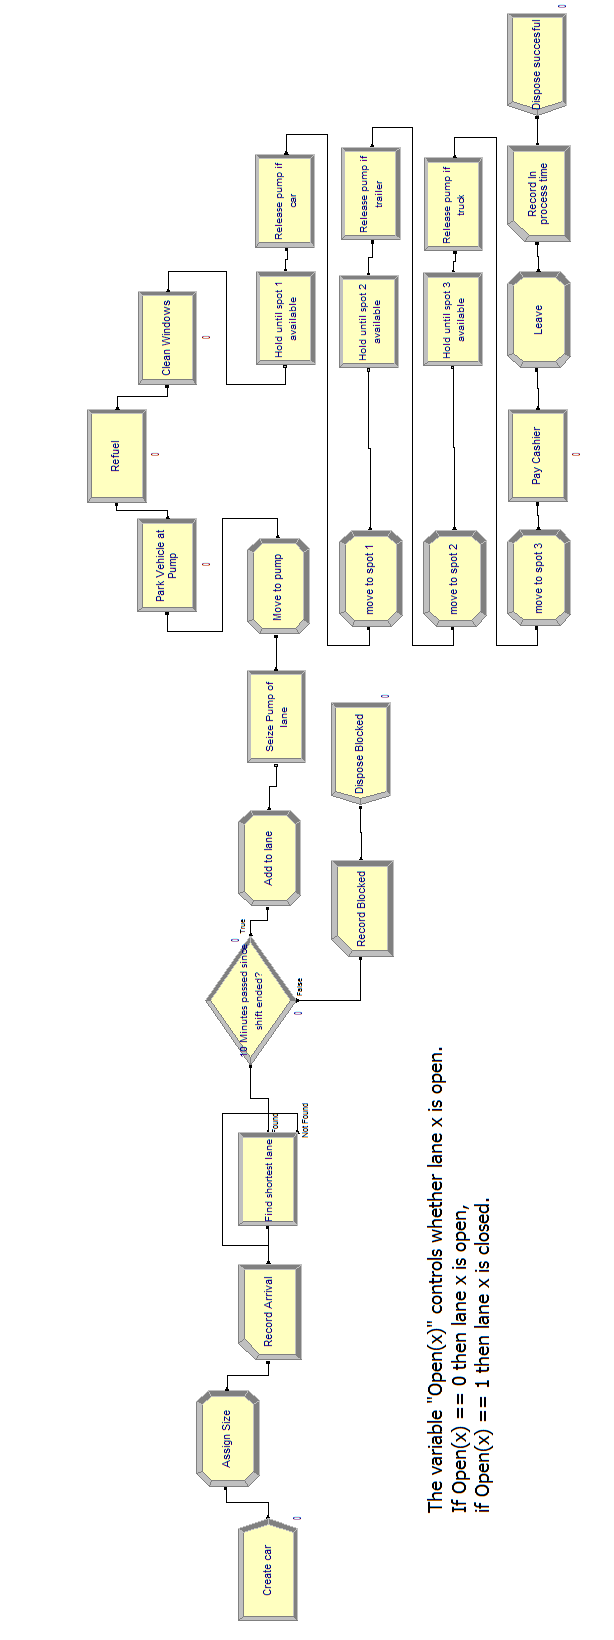 Create car
0
Assign Size
Record Arrival
Find shortest lane
Found
Not Found
10 Minutes passed since
shift ended?
0
True
0
False
Record Blocked
Dispose Blocked
0
Add to lane
Seize Pump of
lane
Move to pump
Park Vehicle at
Pump
0
Refuel
0
Clean Windows
0
Hold until spot 1
available
Release pump if
car
move to spot 1
Hold until spot 2
available
Release pump if
trailer
move to spot 2
Hold until spot 3
available
Release pump if
truck
move to spot 3
Pay Cashier
0
Leave
Record In
process time
Dispose succesful
0
The variable "Open(x)" controls whether lane x is open.
If Open(x) == 0 then lane x is open,
if Open(x) == 1 then lane x is closed.